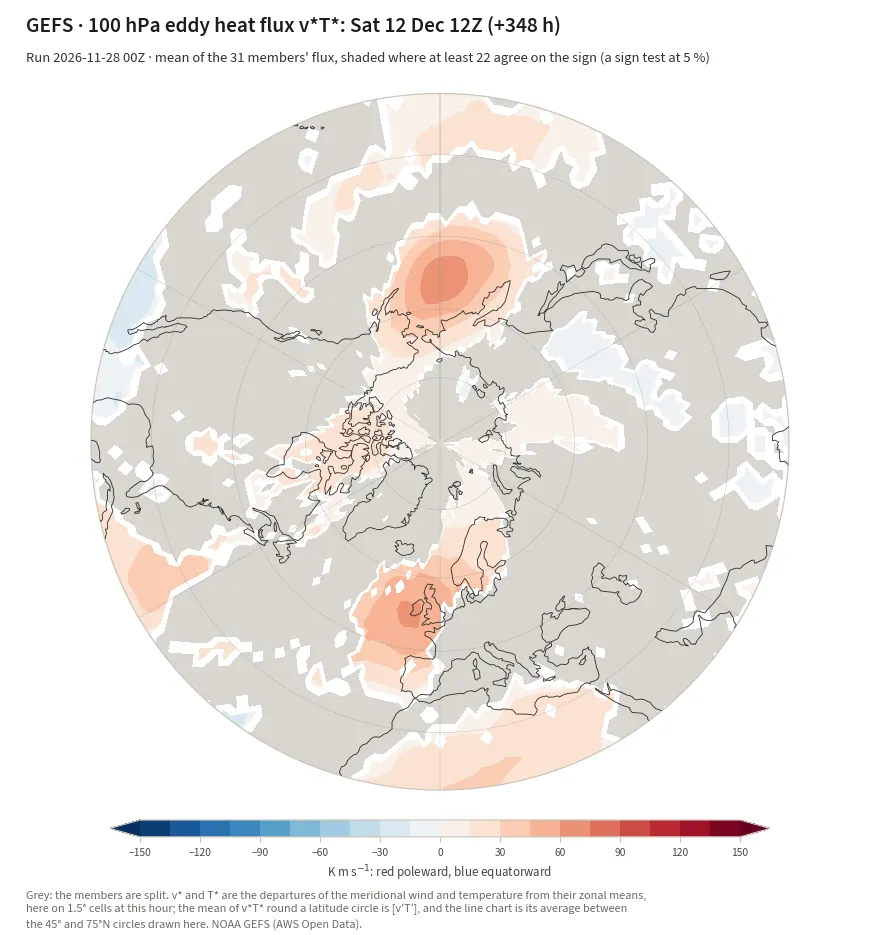 GEFS · 100 hPa eddy heat flux v*T*: Sat 12 Dec 12Z (+348 h)
Run 2026-11-28 00Z · mean of the 31 members' flux, shaded where at least 22 agree on the sign (a sign test at 5 %)
−150 −120 −90 −60 −30 0 30 60 90 120 150
K m s⁻¹: red poleward, blue equatorward
Grey: the members are split. v* and T* are the departures of the meridional wind and temperature from their zonal means,
here on 1.5° cells at this hour; the mean of v*T* round a latitude circle is [v'T'], and the line chart is its average between
the 45° and 75°N circles drawn here. NOAA GEFS (AWS Open Data).